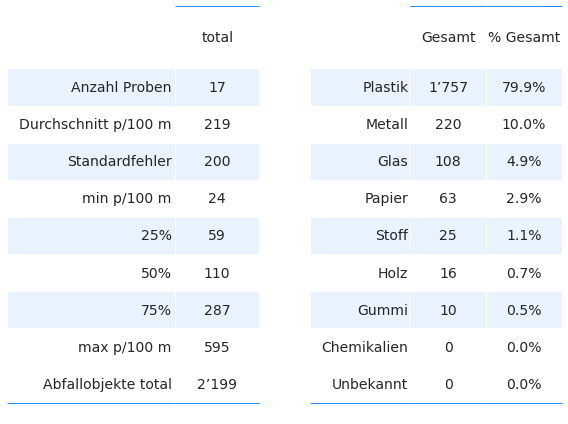 total
Anzahl Proben 17
Durchschnitt p/100 m 219
Standardfehler 200
min p/100 m 24
25% 59
50% 110
75% 287
max p/100 m 595
Abfallobjekte total 2’199
Gesamt % Gesamt
Plastik 1’757 79.9%
Metall 220 10.0%
Glas 108 4.9%
Papier 63 2.9%
Stoff 25 1.1%
Holz 16 0.7%
Gummi 10 0.5%
Chemikalien 0 0.0%
Unbekannt 0 0.0%